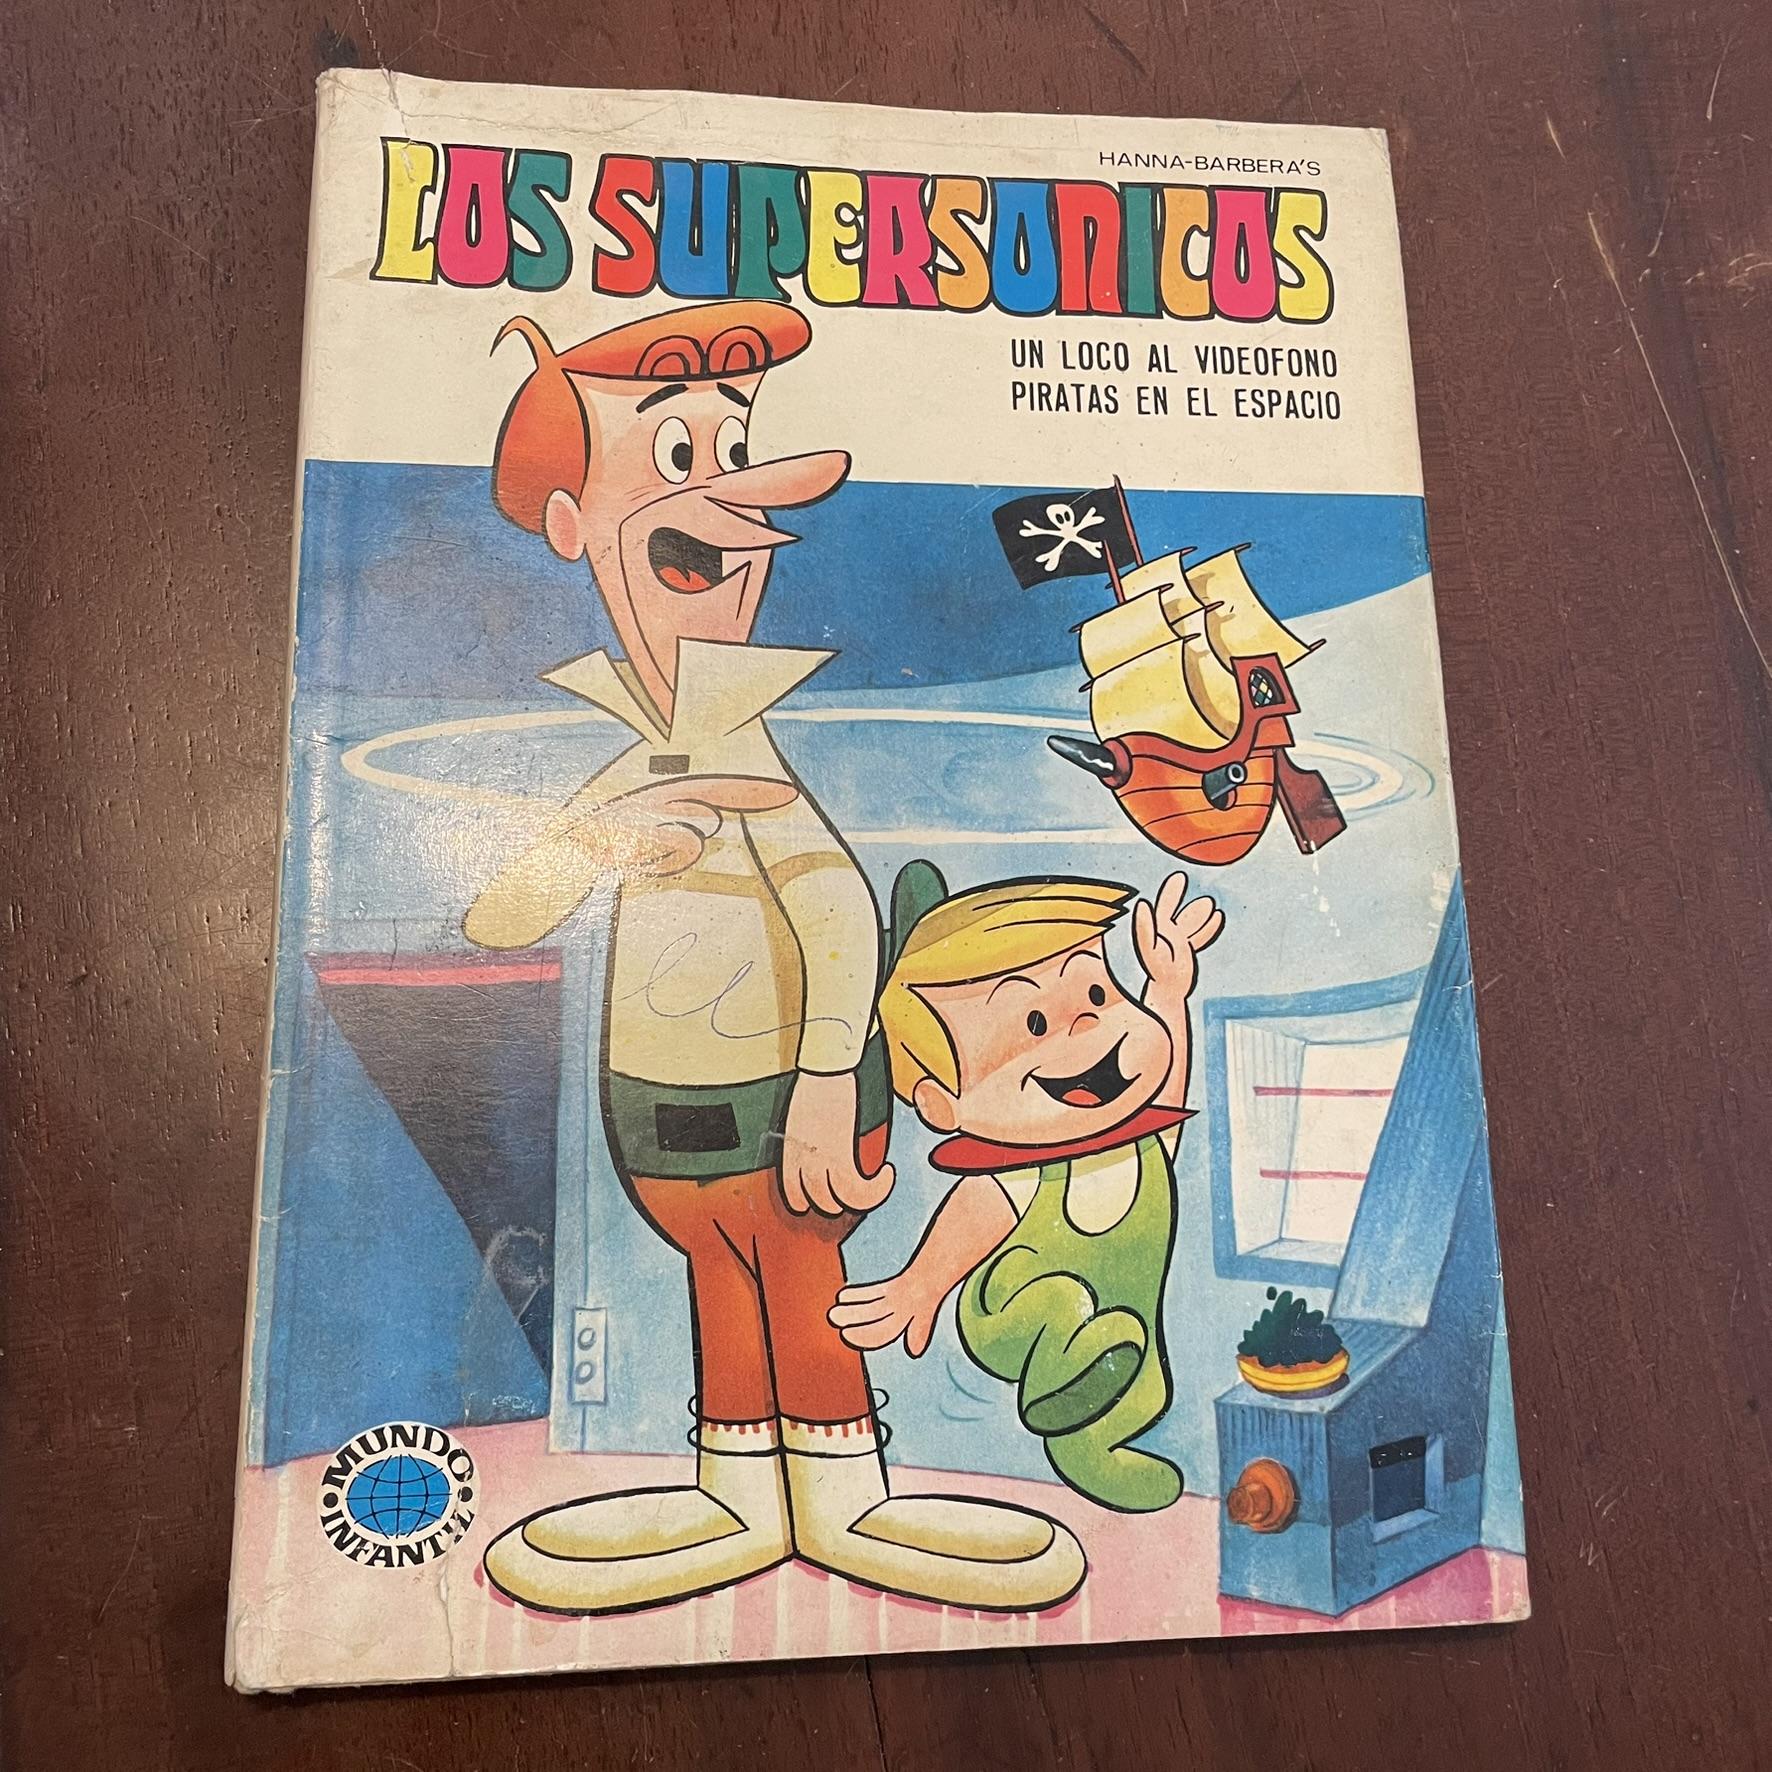 HANNA-BARBERA'S
LOS SUPERSONICOS
UN LOCO AL VIDEOFONO
PIRATAS EN EL ESPACIO
MUNDO
INFANTIL